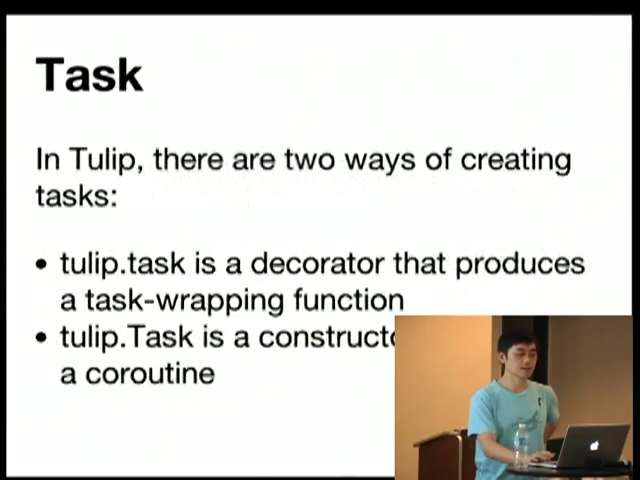 Task
In Tulip, there are two ways of creating
tasks:
• tulip.task is a decorator that produces
a task-wrapping function
• tulip.Task is a
a coroutine